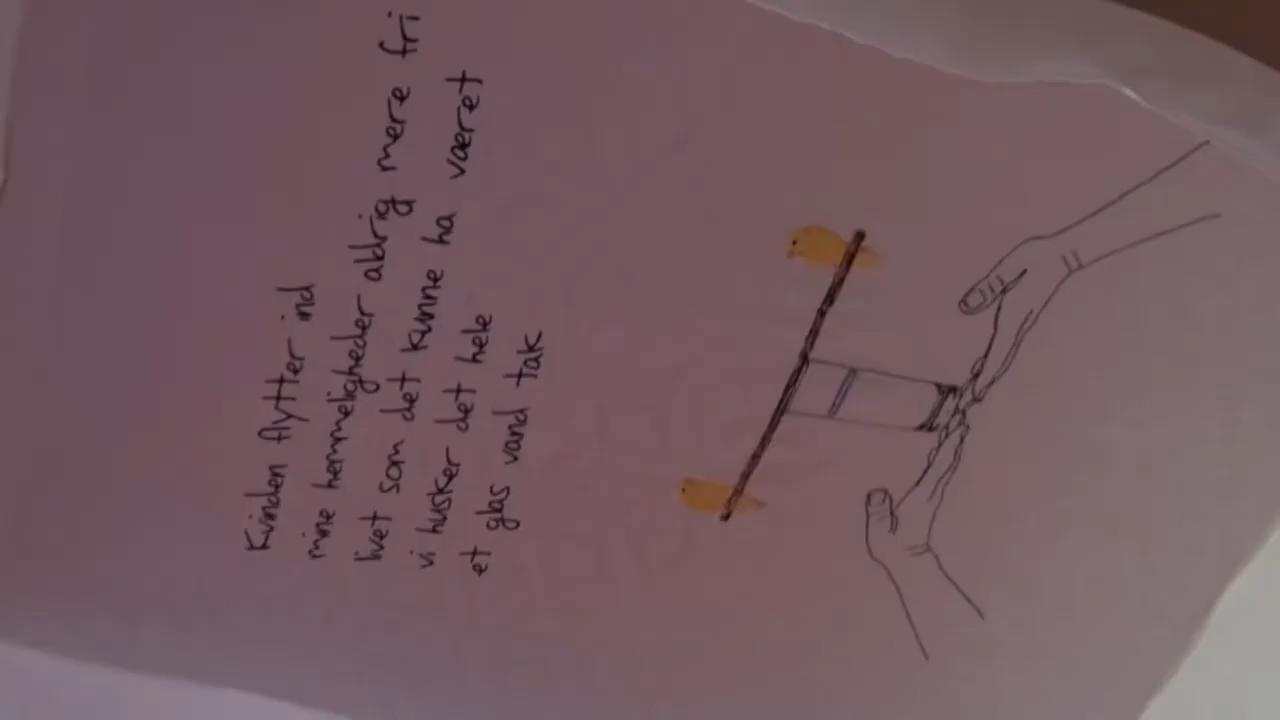 Kvinden flytter ind
mine hemmeligheder aldrig mere fri
livet som det kunne ha været
vi husker det hele
et glas vand tak